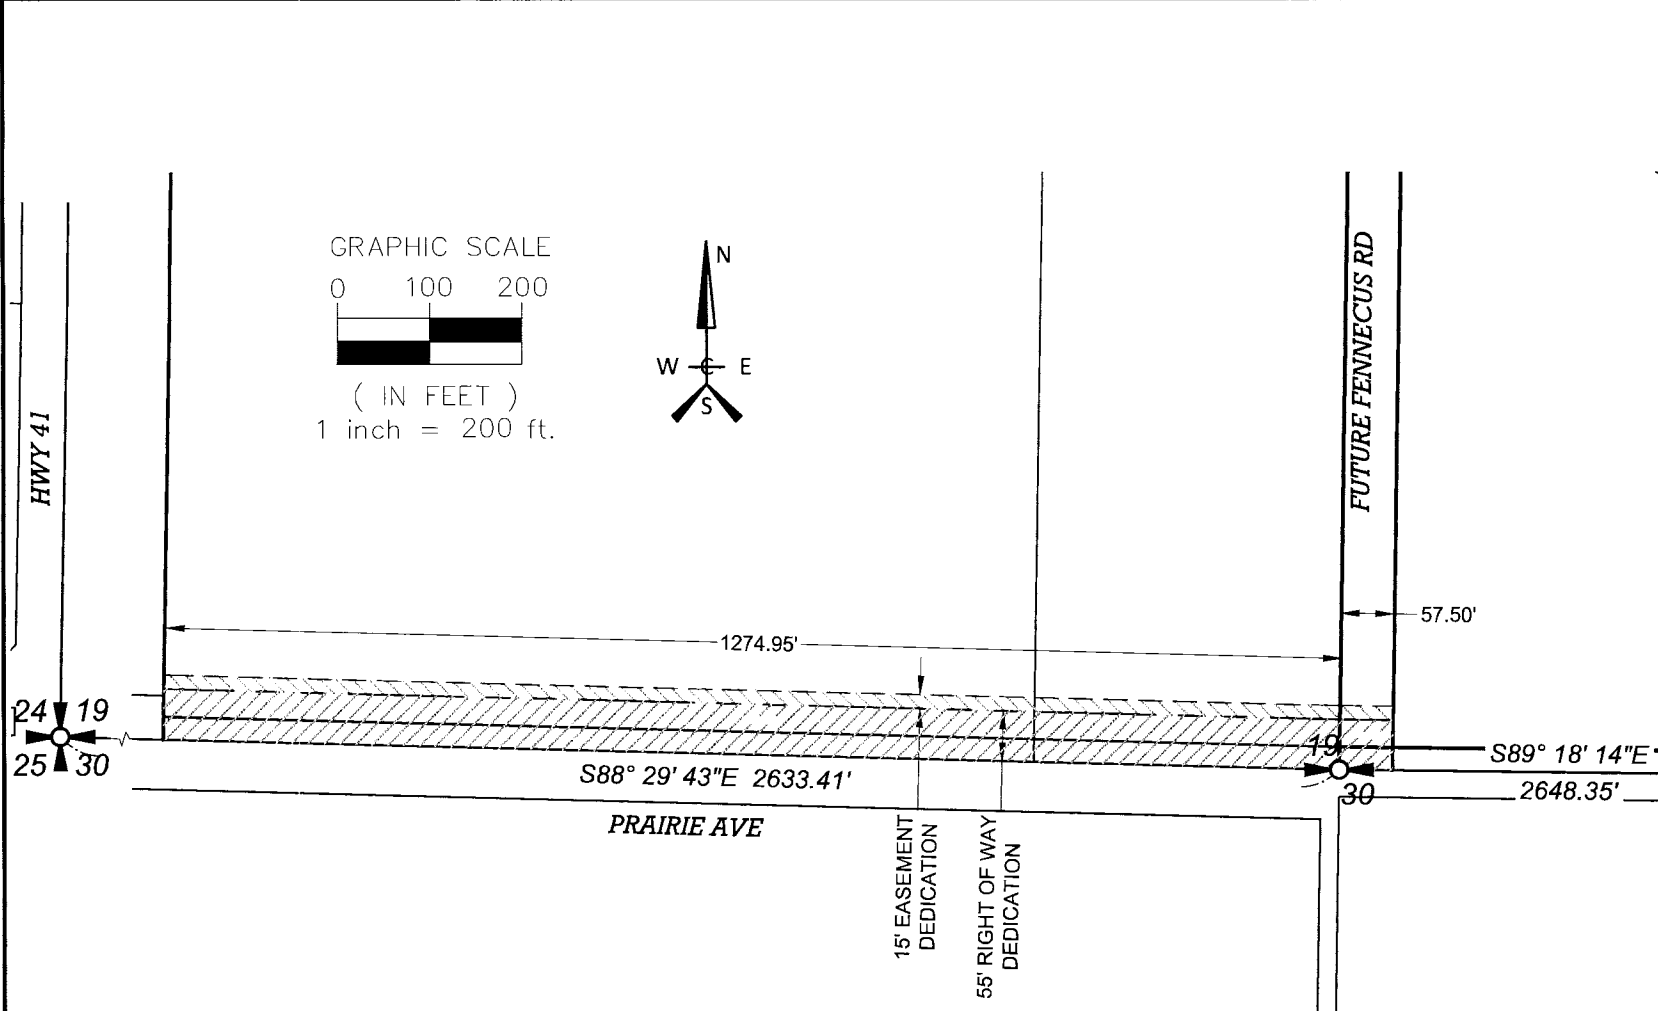 GRAPHIC SCALE
0 100 200
( IN FEET )
1 inch = 200 ft.
N
W C E
S
HWY 41
FUTURE FENNECUS RD
57.50'
1274.95'
24 19
25 30
19
30
S88° 29' 43"E 2633.41'
S89° 18' 14"E
2648.35'
PRAIRIE AVE
15' EASEMENT
DEDICATION
55' RIGHT OF WAY
DEDICATION